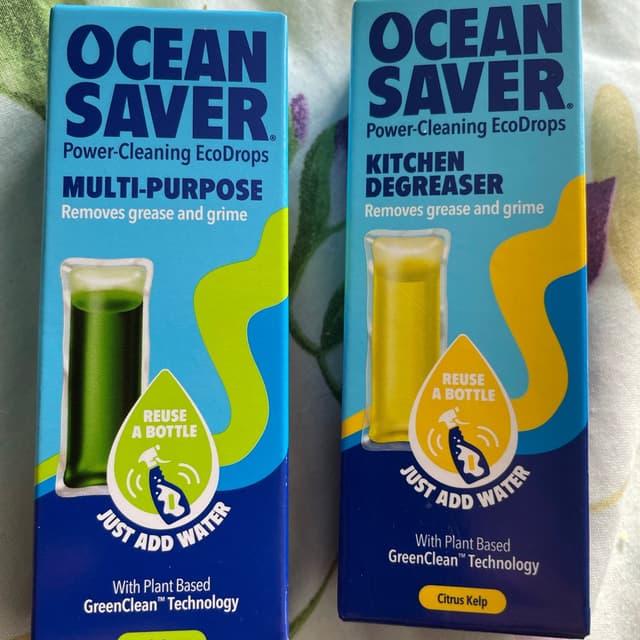 OCEAN
SAVER®
Power-Cleaning EcoDrops
MULTI-PURPOSE
Removes grease and grime
REUSE
A BOTTLE
JUST ADD WATER
With Plant Based
GreenClean™ Technology
OCEAN
SAVER®
Power-Cleaning EcoDrops
KITCHEN
DEGREASER
Removes grease and grime
REUSE
A BOTTLE
JUST ADD WATER
With Plant Based
GreenClean™ Technology
Citrus Kelp